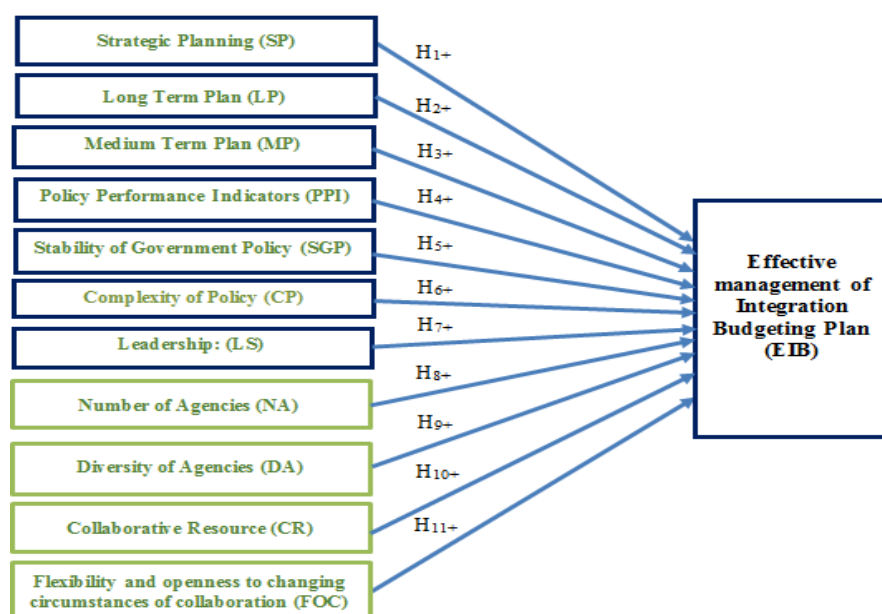 Strategic Planning (SP)
H1+
Long Term Plan (LP)
H2+
Medium Term Plan (MP)
H3+
Policy Performance Indicators (PPI)
H4+
Stability of Government Policy (SGP)
H5+
Complexity of Policy (CP)
H6+
Leadership: (LS)
H7+
Number of Agencies (NA)
H8+
Diversity of Agencies (DA)
H9+
Collaborative Resource (CR)
H10+
Flexibility and openness to changing
circumstances of collaboration (FOC)
H11+
Effective
management of
Integration
Budgeting Plan
(EIB)